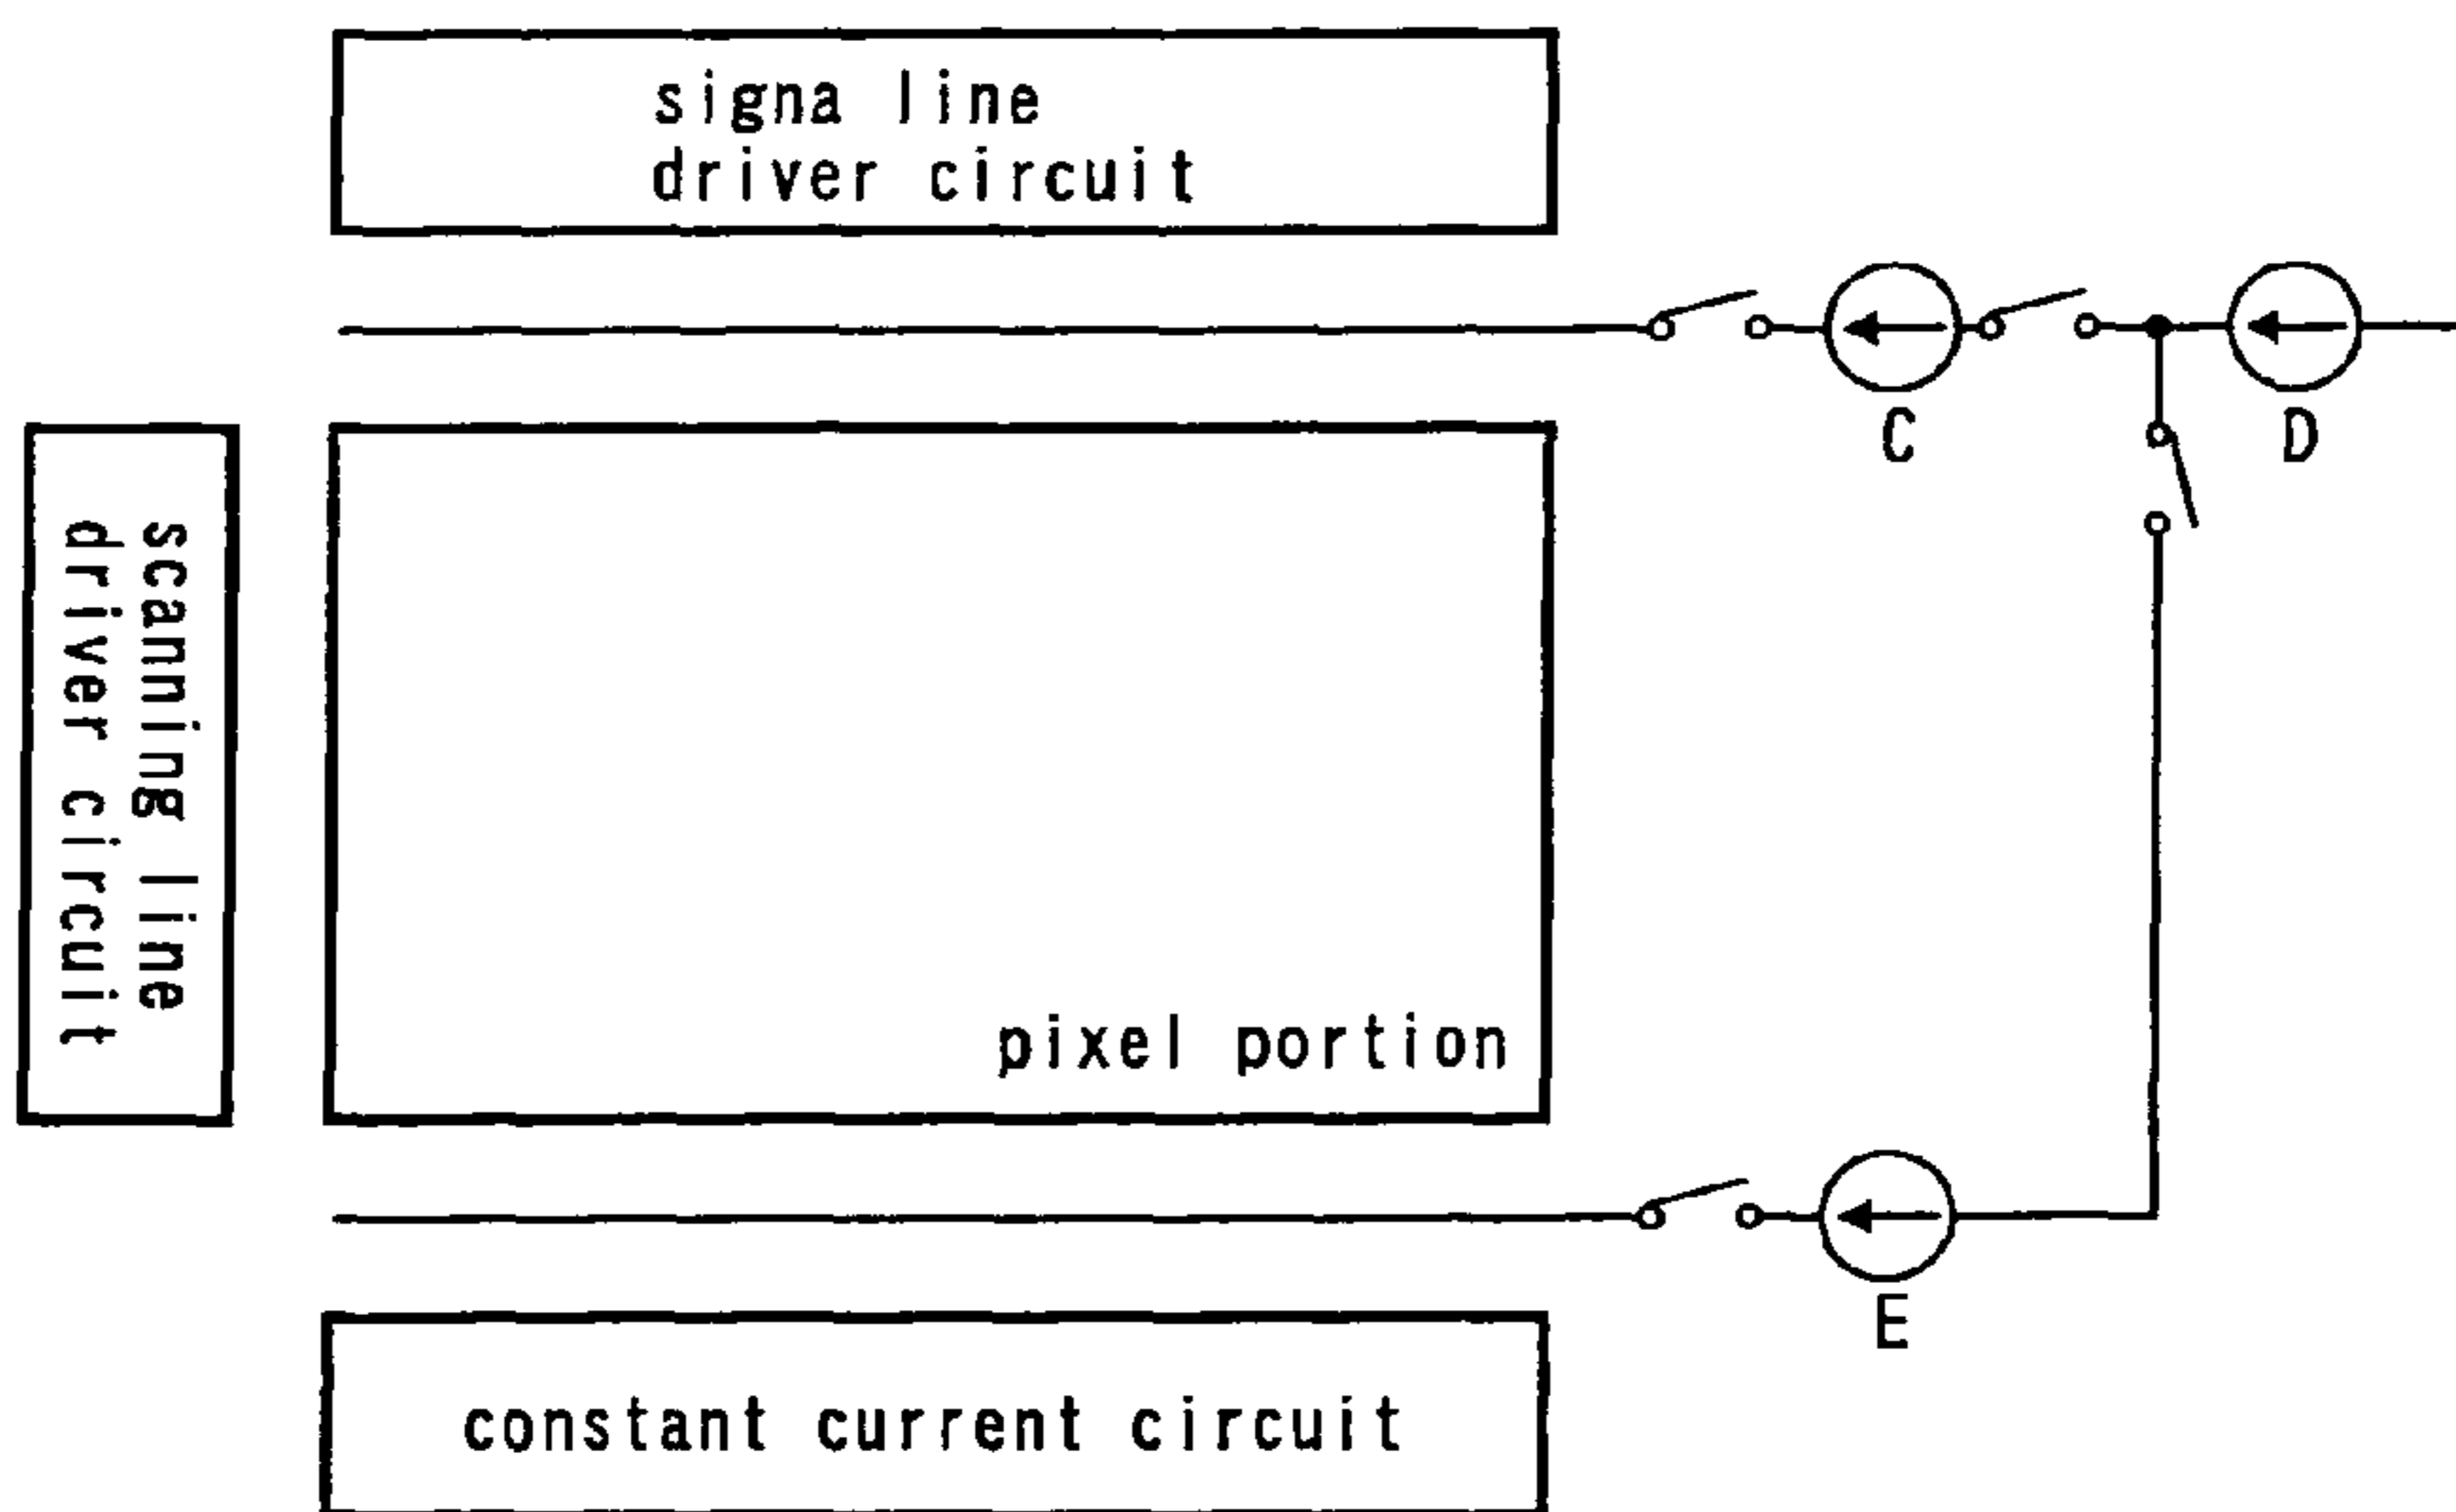 signa line
driver circuit
C
D
scanning line
driver circuit
pixel portion
E
constant current circuit